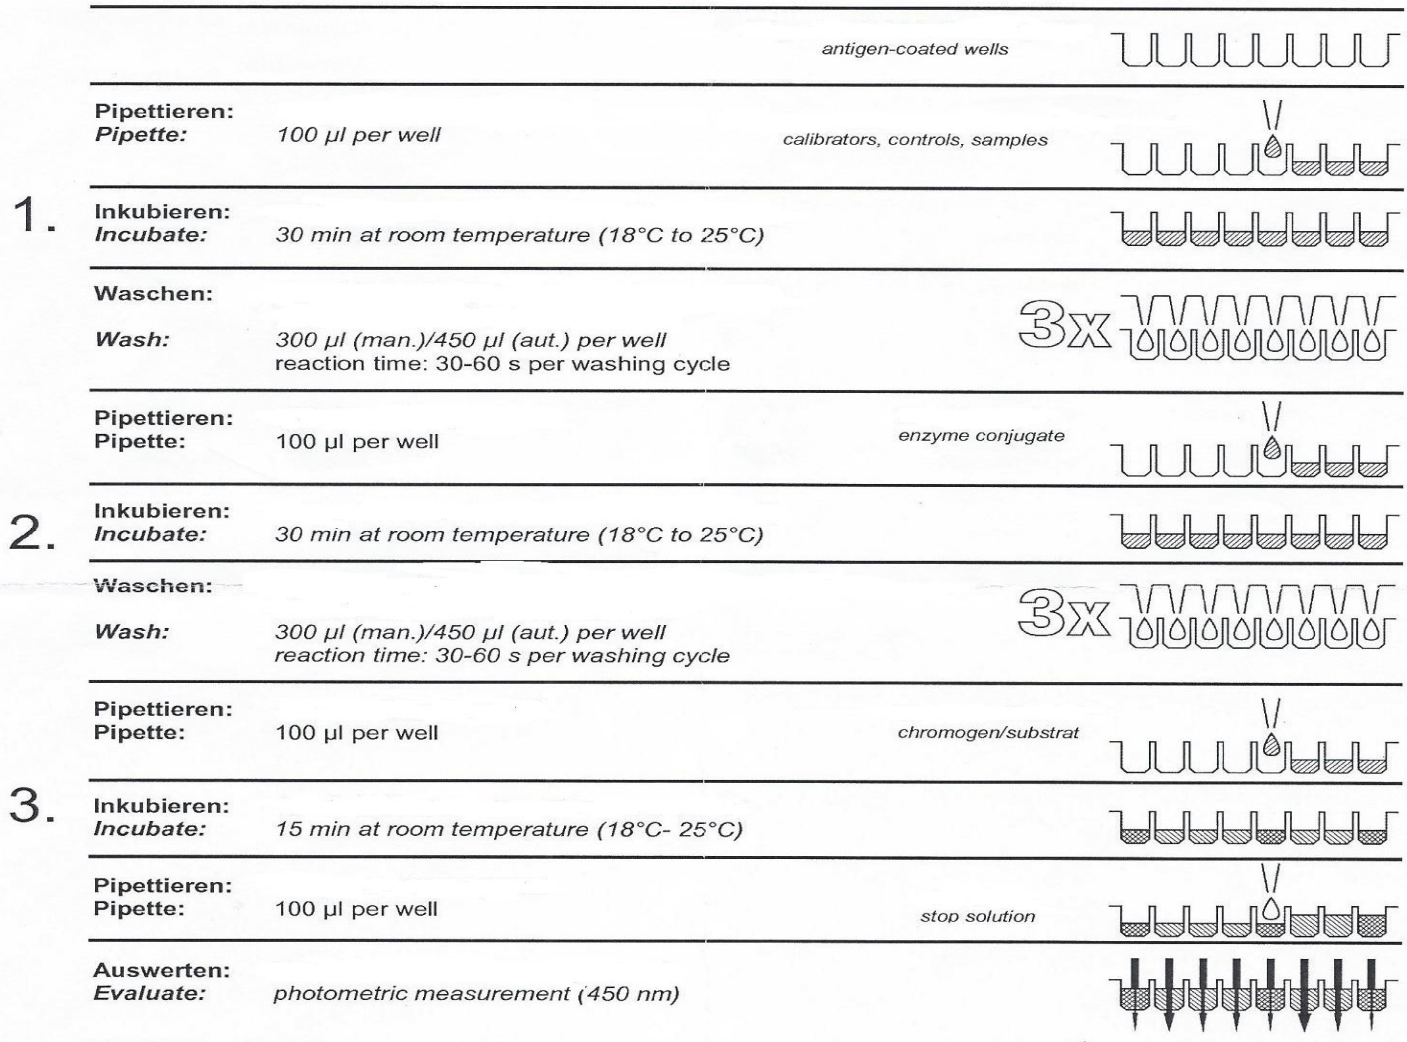 antigen-coated wells
Pipettieren:
Pipette: 100 µl per well calibrators, controls, samples
1.
Inkubieren:
Incubate: 30 min at room temperature (18°C to 25°C)
Waschen:
3x
Wash: 300 µl (man.)/450 µl (aut.) per well
reaction time: 30-60 s per washing cycle
Pipettieren:
Pipette: 100 µl per well enzyme conjugate
2.
Inkubieren:
Incubate: 30 min at room temperature (18°C to 25°C)
Waschen:
3x
Wash: 300 µl (man.)/450 µl (aut.) per well
reaction time: 30-60 s per washing cycle
Pipettieren:
Pipette: 100 µl per well chromogen/substrat
3.
Inkubieren:
Incubate: 15 min at room temperature (18°C- 25°C)
Pipettieren:
Pipette: 100 µl per well stop solution
Auswerten:
Evaluate: photometric measurement (450 nm)